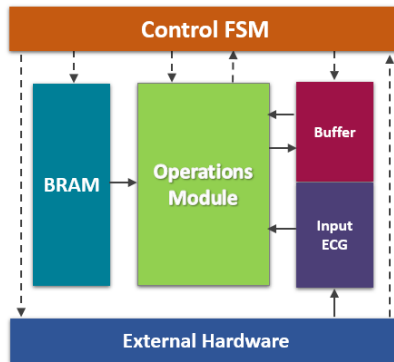 Control FSM
BRAM
Operations
Module
Buffer
Input
ECG
External Hardware